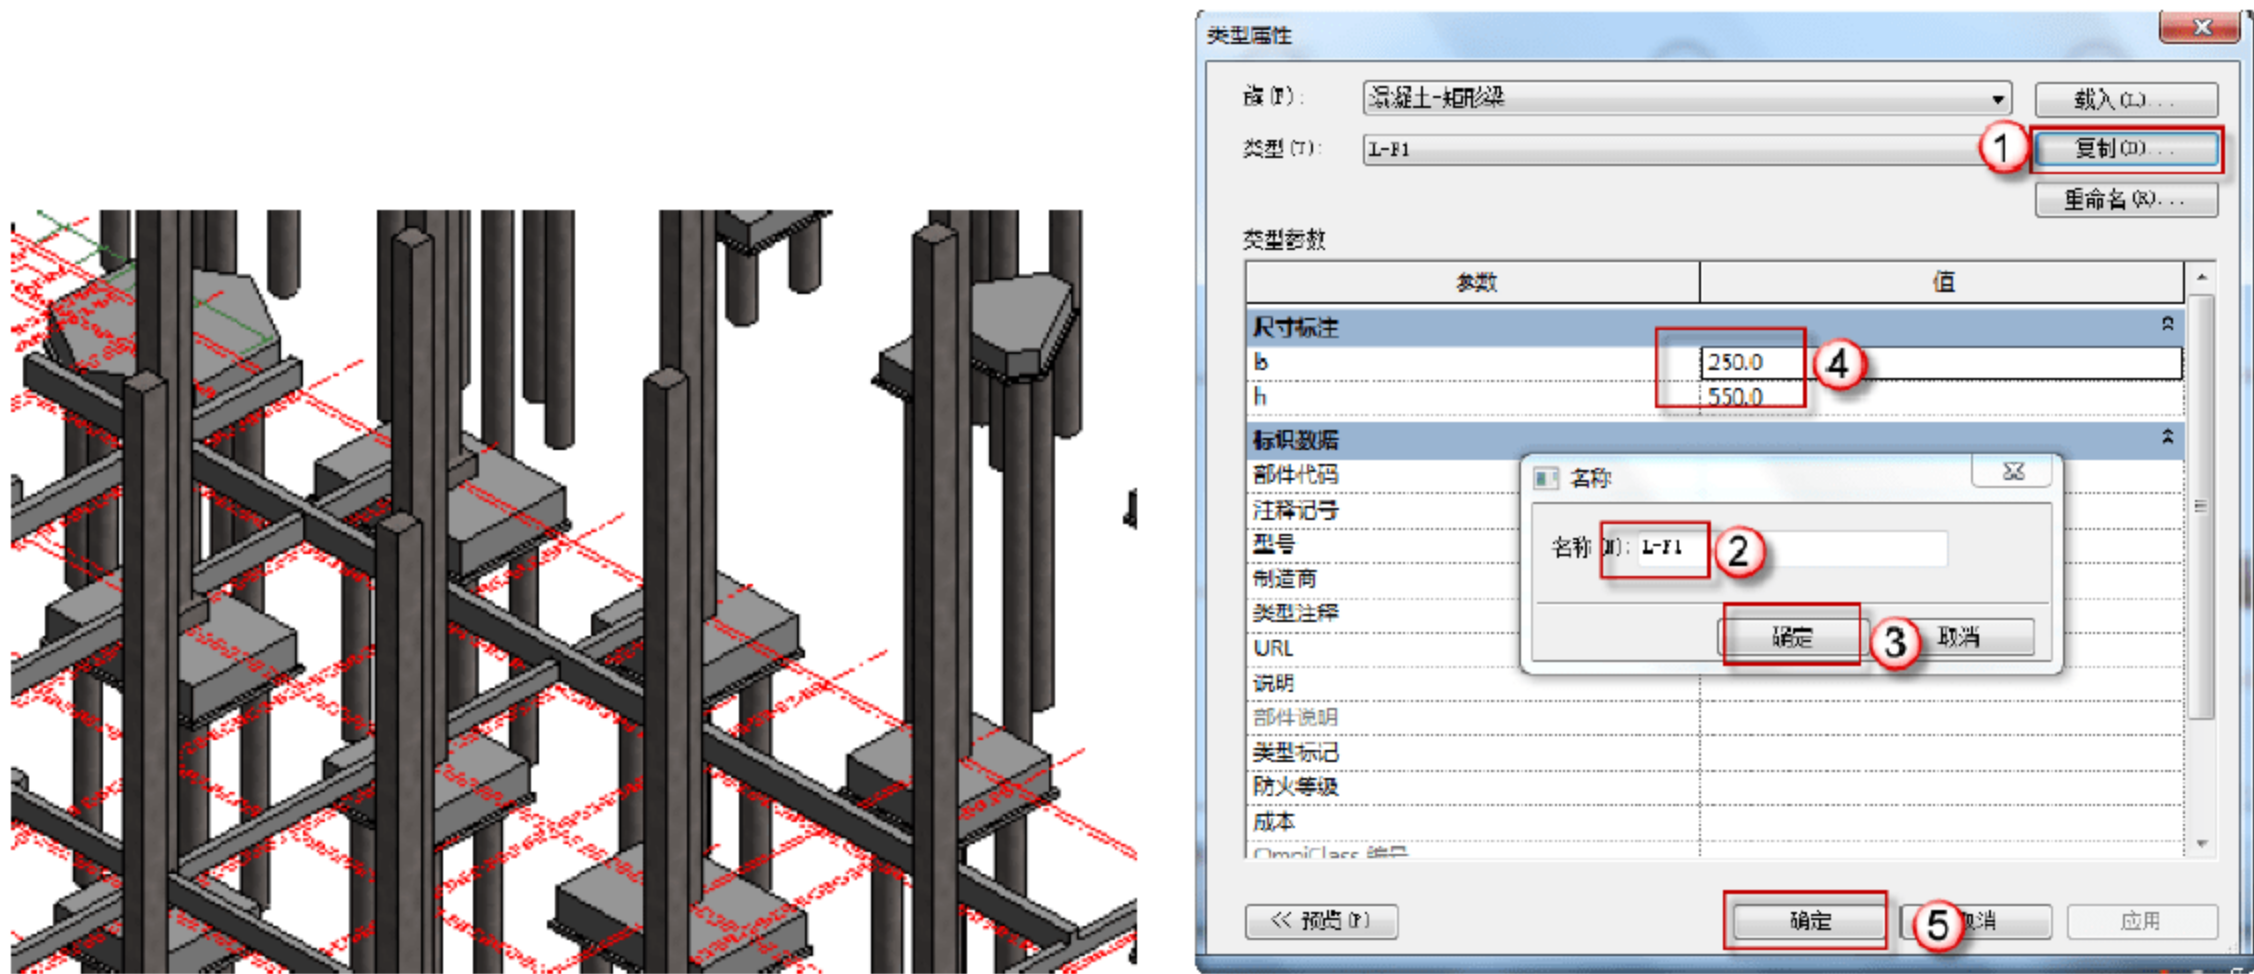 类型属性
族(F): 混凝土-矩形梁 载入(L)...
类型(T): L-F1 1 复制(D)...
重命名(R)...
类型参数
参数 值
尺寸标注
b 250.0 4
h 550.0
标识数据
部件代码
名称
注释记号
型号
名称(N): L-F1 2
制造商
类型注释
确定 3 取消
URL
说明
部件说明
类型标记
防火等级
成本
OmniClass 编号
<< 预览(P) 确定 5 取消 应用